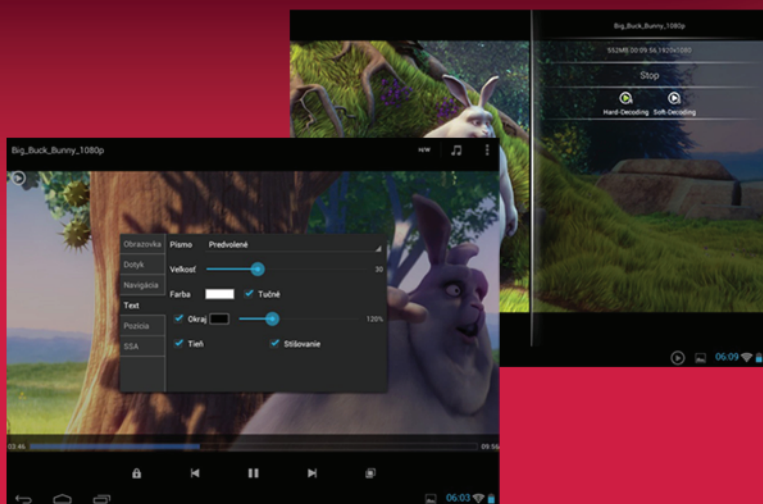 Big_Buck_Bunny_1080p
552MB,00:09:56,1920x1080
Stop
Hard-Decoding Soft-Decoding
06:09
Big_Buck_Bunny_1080p
H/W
Obrazovka
Dotyk
Navigácia
Text
Pozícia
SSA
Písmo Predvolené
Veľkosť 30
Farba Tučné
Okraj 120%
Tieň Stišovanie
03:46 09:56
06:03